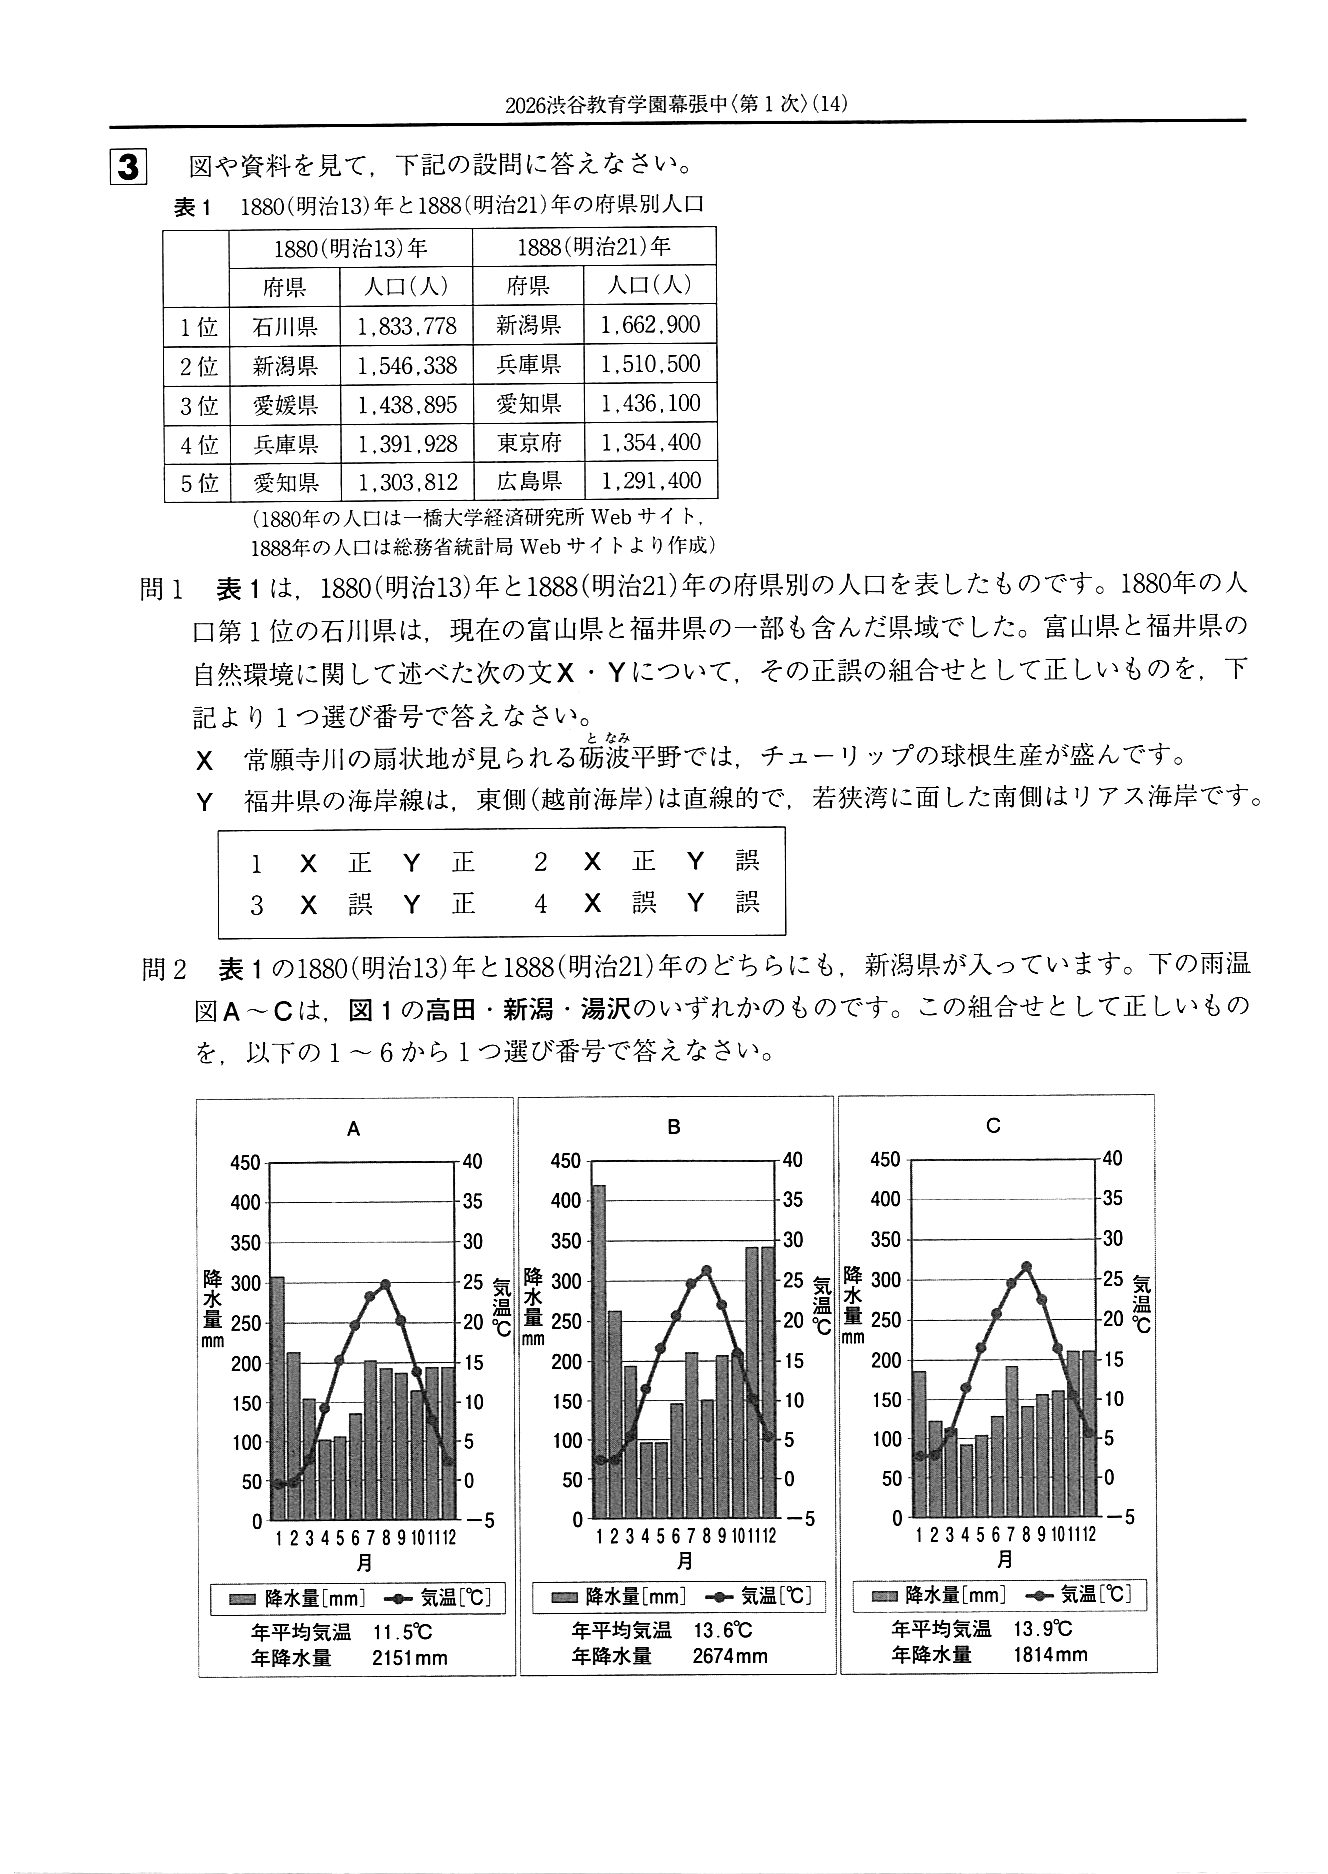 2026渋谷教育学園幕張中〈第1次〉(14)
3 図や資料を見て，下記の設問に答えなさい。
表1 1880(明治13)年と1888(明治21)年の府県別人口
1880(明治13)年 1888(明治21)年
府県 人口(人) 府県 人口(人)
1位 石川県 1,833,778 新潟県 1,662,900
2位 新潟県 1,546,338 兵庫県 1,510,500
3位 愛媛県 1,438,895 愛知県 1,436,100
4位 兵庫県 1,391,928 東京府 1,354,400
5位 愛知県 1,303,812 広島県 1,291,400
(1880年の人口は一橋大学経済研究所 Web サイト，
1888年の人口は総務省統計局 Web サイトより作成)
問1 表1は，1880(明治13)年と1888(明治21)年の府県別の人口を表したものです。1880年の人
口第1位の石川県は，現在の富山県と福井県の一部も含んだ県域でした。富山県と福井県の
自然環境に関して述べた次の文X・Yについて，その正誤の組合せとして正しいものを，下
記より1つ選び番号で答えなさい。
となみ
X 常願寺川の扇状地が見られる砺波平野では，チューリップの球根生産が盛んです。
Y 福井県の海岸線は，東側(越前海岸)は直線的で，若狭湾に面した南側はリアス海岸です。
1 X 正 Y 正 2 X 正 Y 誤
3 X 誤 Y 正 4 X 誤 Y 誤
問2 表1の1880(明治13)年と1888(明治21)年のどちらにも，新潟県が入っています。下の雨温
図A～Cは，図1の高田・新潟・湯沢のいずれかのものです。この組合せとして正しいもの
を，以下の1～6から1つ選び番号で答えなさい。
A
450 40
400 35
350 30
300 25
250 20
200 15
150 10
100 5
50 0
0 －5
降水量mm
気温℃
1 2 3 4 5 6 7 8 9 10 11 12
月
降水量[mm] 気温[℃]
年平均気温 11.5℃
年降水量 2151mm
B
450 40
400 35
350 30
300 25
250 20
200 15
150 10
100 5
50 0
0 －5
降水量mm
気温℃
1 2 3 4 5 6 7 8 9 10 11 12
月
降水量[mm] 気温[℃]
年平均気温 13.6℃
年降水量 2674mm
C
450 40
400 35
350 30
300 25
250 20
200 15
150 10
100 5
50 0
0 －5
降水量mm
気温℃
1 2 3 4 5 6 7 8 9 10 11 12
月
降水量[mm] 気温[℃]
年平均気温 13.9℃
年降水量 1814mm